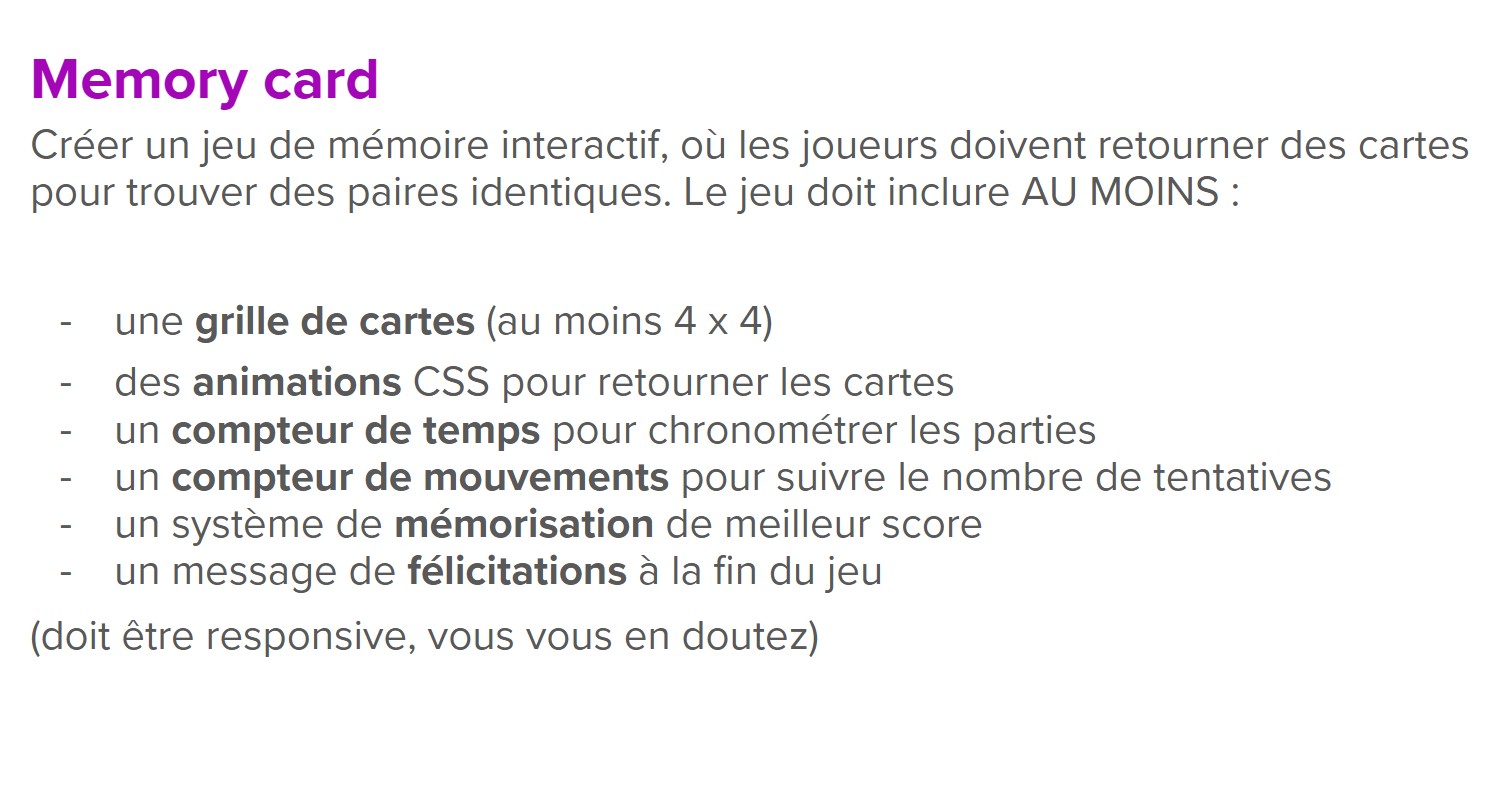 Memory card
Créer un jeu de mémoire interactif, où les joueurs doivent retourner des cartes
pour trouver des paires identiques. Le jeu doit inclure AU MOINS :
- une grille de cartes (au moins 4 x 4)
- des animations CSS pour retourner les cartes
- un compteur de temps pour chronométrer les parties
- un compteur de mouvements pour suivre le nombre de tentatives
- un système de mémorisation de meilleur score
- un message de félicitations à la fin du jeu
(doit être responsive, vous vous en doutez)